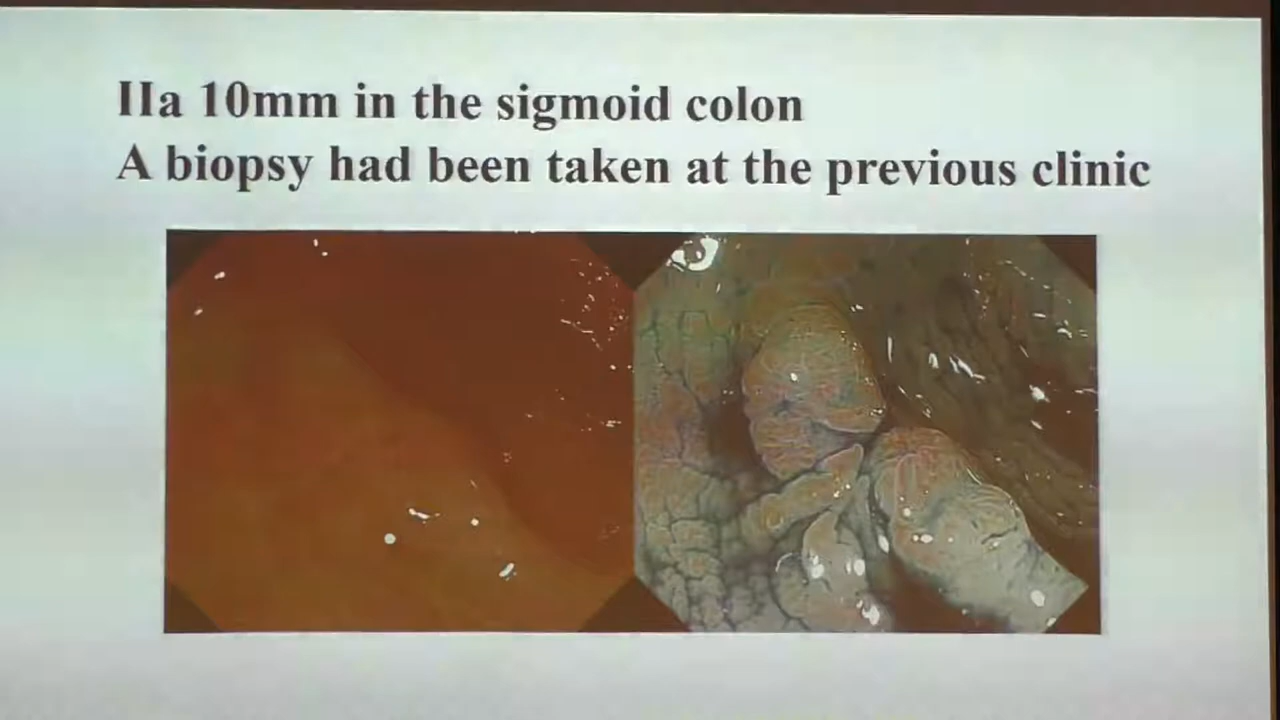 IIa 10mm in the sigmoid colon
A biopsy had been taken at the previous clinic